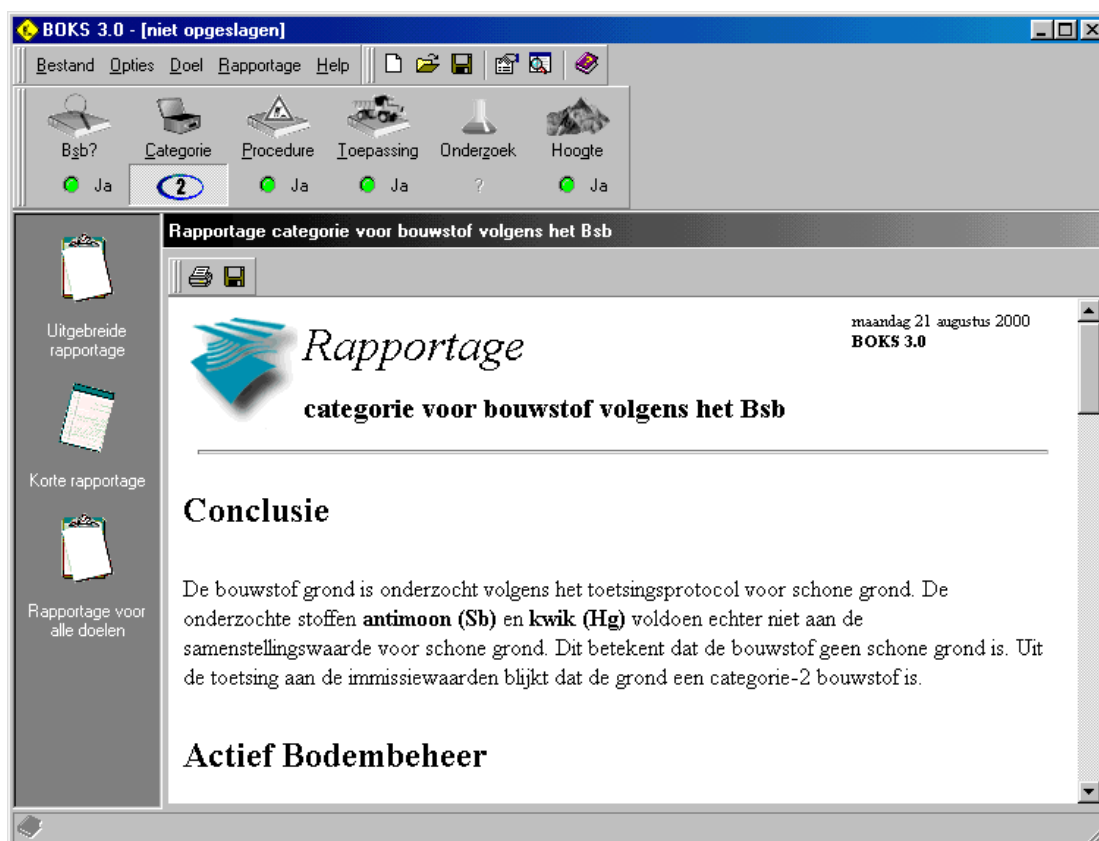 BOKS 3.0 - [niet opgeslagen]
Bestand Opties Doel Rapportage Help
Bsb? Categorie Procedure Toepassing Onderzoek Hoogte
Ja 2 Ja Ja ? Ja
Rapportage categorie voor bouwstof volgens het Bsb
Uitgebreide
rapportage
Korte rapportage
Rapportage voor
alle doelen
maandag 21 augustus 2000
BOKS 3.0
Rapportage
categorie voor bouwstof volgens het Bsb
Conclusie
De bouwstof grond is onderzocht volgens het toetsingsprotocol voor schone grond. De
onderzochte stoffen antimoon (Sb) en kwik (Hg) voldoen echter niet aan de
samenstellingswaarde voor schone grond. Dit betekent dat de bouwstof geen schone grond is. Uit
de toetsing aan de immissiewaarden blijkt dat de grond een categorie-2 bouwstof is.
Actief Bodembeheer